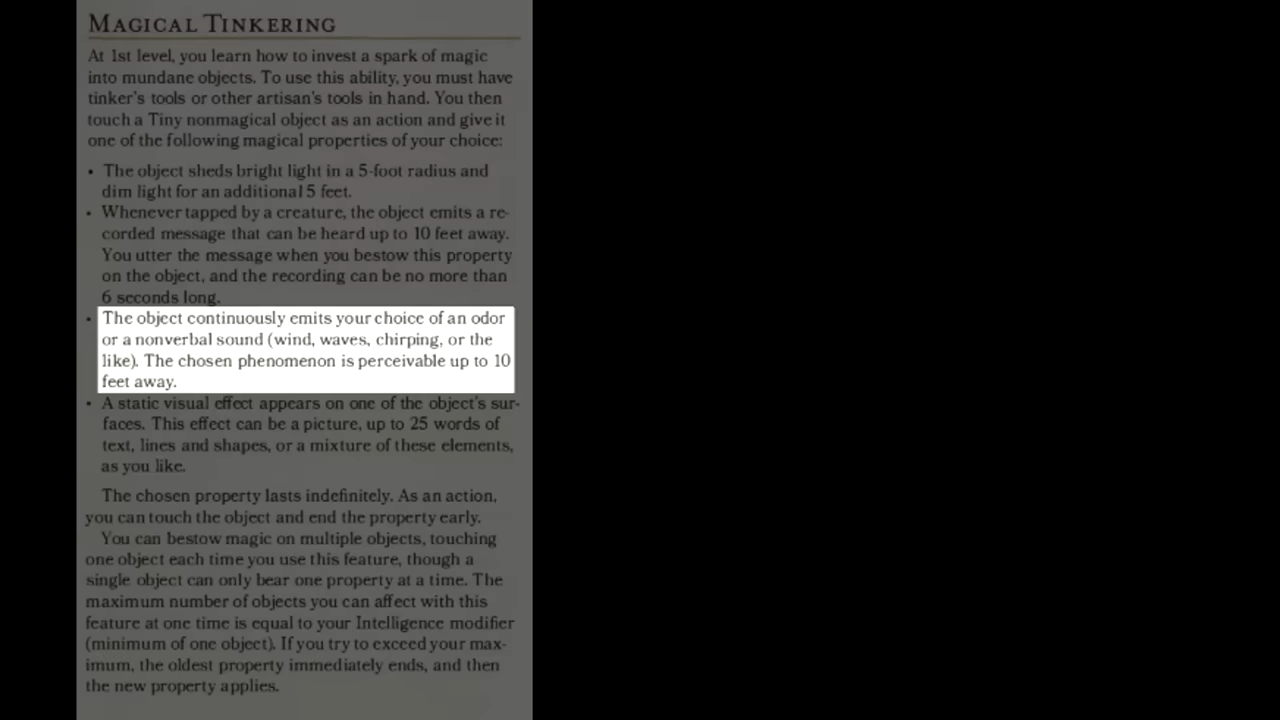 MAGICAL TINKERING
At 1st level, you learn how to invest a spark of magic
into mundane objects. To use this ability, you must have
tinker's tools or other artisan's tools in hand. You then
touch a Tiny nonmagical object as an action and give it
one of the following magical properties of your choice:
• The object sheds bright light in a 5-foot radius and
dim light for an additional 5 feet.
• Whenever tapped by a creature, the object emits a re-
corded message that can be heard up to 10 feet away.
You utter the message when you bestow this property
on the object, and the recording can be no more than
6 seconds long.
• The object continuously emits your choice of an odor
or a nonverbal sound (wind, waves, chirping, or the
like). The chosen phenomenon is perceivable up to 10
feet away.
• A static visual effect appears on one of the object's sur-
faces. This effect can be a picture, up to 25 words of
text, lines and shapes, or a mixture of these elements,
as you like.
The chosen property lasts indefinitely. As an action,
you can touch the object and end the property early.
You can bestow magic on multiple objects, touching
one object each time you use this feature, though a
single object can only bear one property at a time. The
maximum number of objects you can affect with this
feature at one time is equal to your Intelligence modifier
(minimum of one object). If you try to exceed your max-
imum, the oldest property immediately ends, and then
the new property applies.